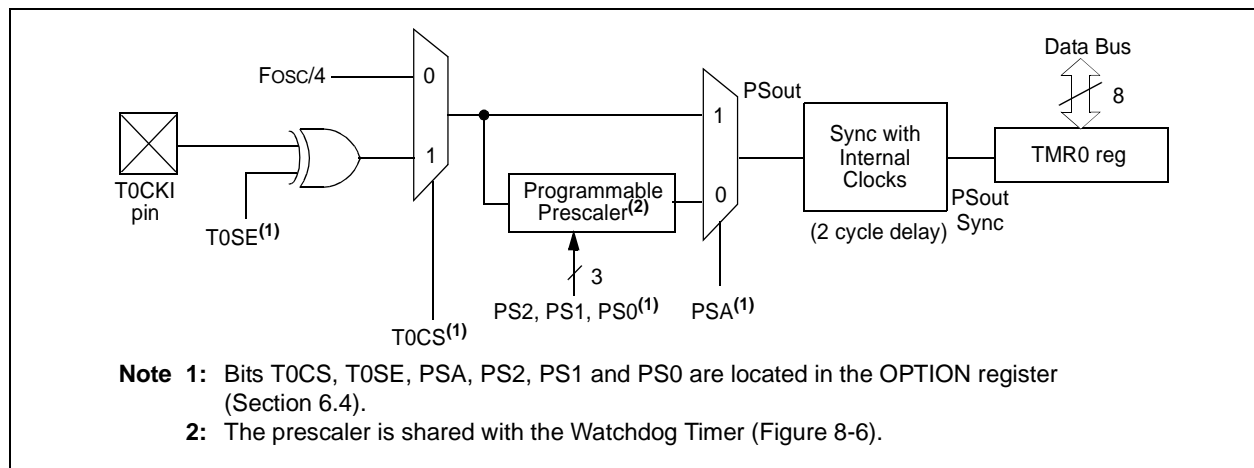 Data Bus
FOSC/4
0
PSout
8
1
Sync with
Internal
Clocks
TMR0 reg
1
T0CKI
pin
Programmable
Prescaler(2)
0
PSout
Sync
T0SE(1)
(2 cycle delay)
3
PS2, PS1, PS0(1)
PSA(1)
T0CS(1)
Note 1: Bits T0CS, T0SE, PSA, PS2, PS1 and PS0 are located in the OPTION register
(Section 6.4).
2: The prescaler is shared with the Watchdog Timer (Figure 8-6).